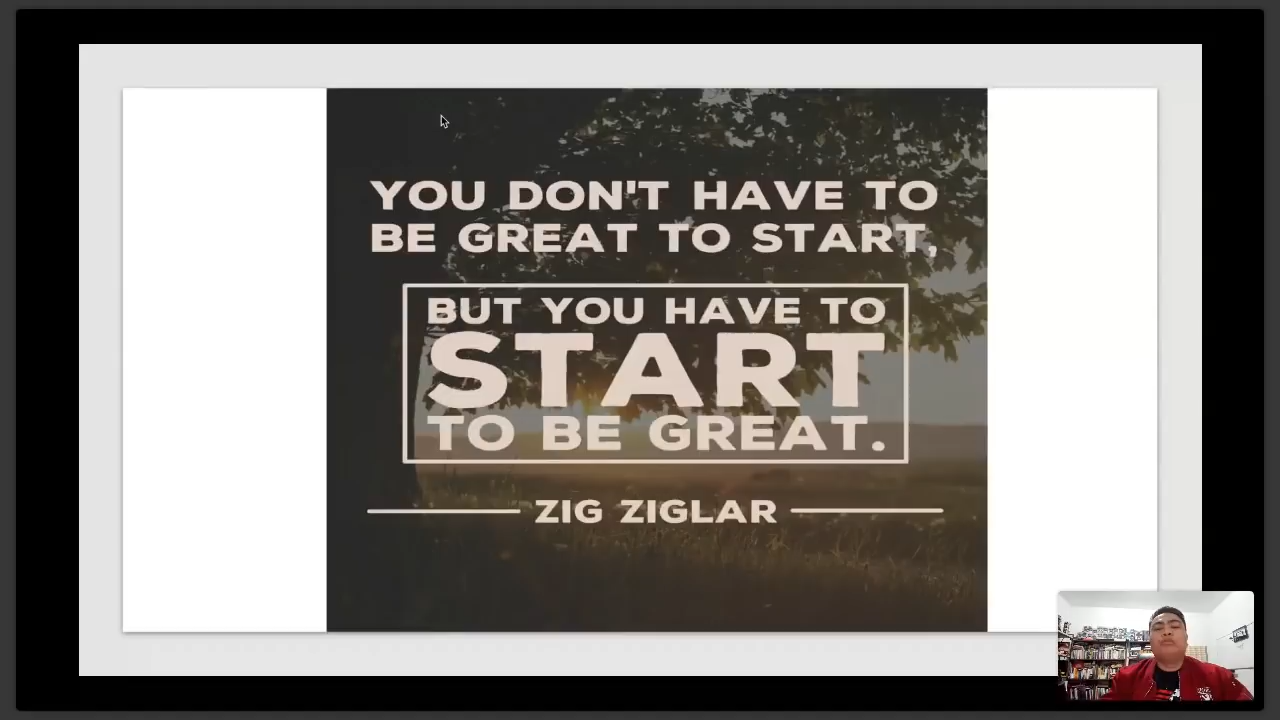 YOU DON'T HAVE TO
BE GREAT TO START,
BUT YOU HAVE TO
START
TO BE GREAT.
ZIG ZIGLAR